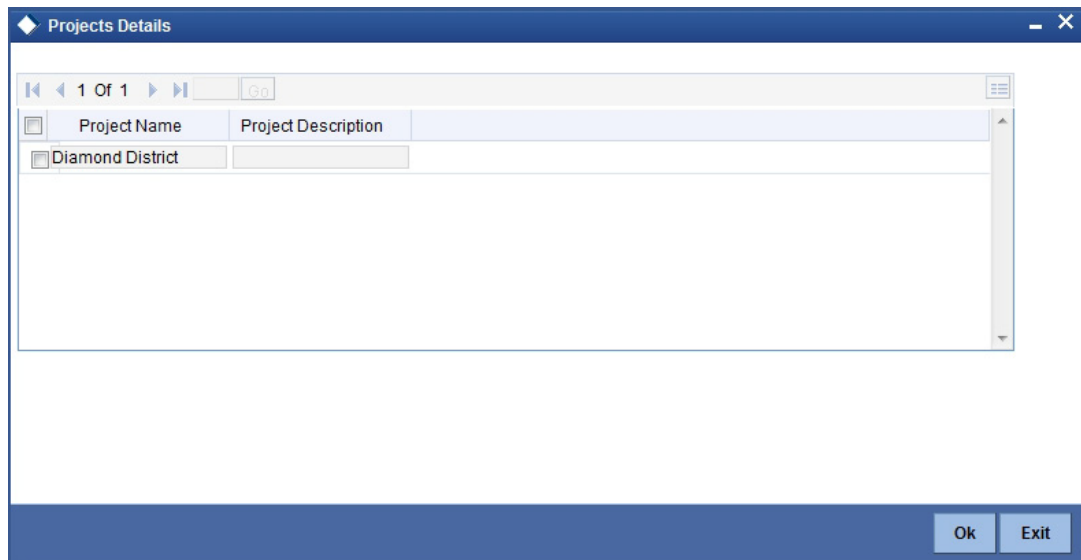 Projects Details
1 Of 1 Go
Project Name Project Description
Diamond District
Ok Exit